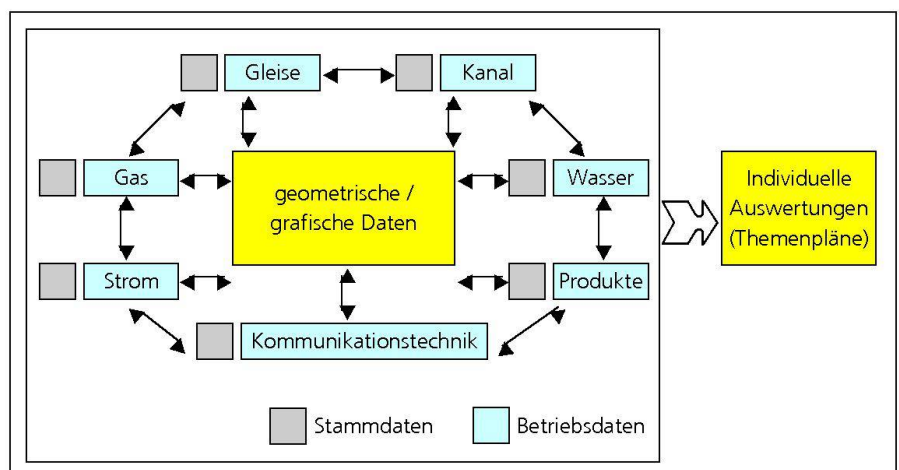 Gleise
Kanal
Gas
geometrische /
grafische Daten
Wasser
Individuelle
Auswertungen
(Themenpläne)
Strom
Produkte
Kommunikationstechnik
Stammdaten
Betriebsdaten